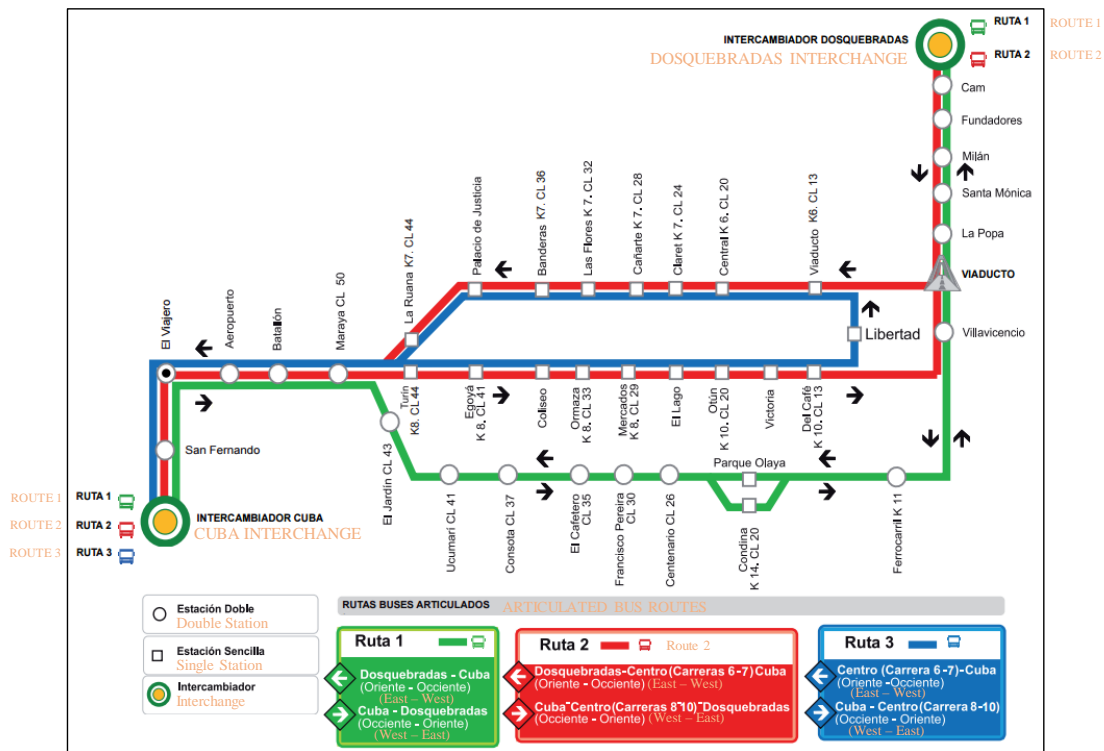 INTERCAMBIADOR DOSQUEBRADAS
DOSQUEBRADAS INTERCHANGE
RUTA 1
ROUTE 1
RUTA 2
ROUTE 2
Cam
Fundadores
Milán
Santa Mónica
La Popa
VIADUCTO
Villavicencio
La Ruana K7. CL 44
Palacio de Justicia
Banderas K7. CL 36
Las Flores K 7. CL 32
Cañarte K 7. CL 28
Claret K 7. CL 24
Central K 6. CL 20
Viaducto K6. CL 13
Libertad
El Viajero
Aeropuerto
Batallón
Maraya CL 50
Turín
K8. CL 44
Egoyá
K 8. CL 41
Coliseo
Ormaza
K 8. CL 33
Mercados
K 8. CL 29
El Lago
Otún
K 10. CL 20
Victoria
Del Café
K 10. CL 13
San Fernando
El Jardín CL 43
Ucumarí CL 41
Consota CL 37
El Cafetero
CL 35
Francisco Pereira
CL 30
Centenario CL 26
Parque Olaya
Condina
K 14. CL 20
Ferrocarril K 11
ROUTE 1
RUTA 1
ROUTE 2
RUTA 2
ROUTE 3
RUTA 3
INTERCAMBIADOR CUBA
CUBA INTERCHANGE
Estación Doble
Double Station
Estación Sencilla
Single Station
Intercambiador
Interchange
RUTAS BUSES ARTICULADOS ARTICULATED BUS ROUTES
Ruta 1
Dosquebradas - Cuba
(Oriente - Occidente)
(East – West)
Cuba - Dosquebradas
(Occiente - Oriente)
(West – East)
Ruta 2 Route 2
Dosquebradas-Centro (Carreras 6-7) Cuba
(Oriente - Occiente) (East – West)
Cuba-Centro (Carreras 8-10)-Dosquebradas
(Occiente - Oriente) (West – East)
Ruta 3
Centro (Carrera 6-7)-Cuba
(Oriente - Occiente)
(East – West)
Cuba - Centro (Carrera 8-10)
(Occiente - Oriente)
(West – East)